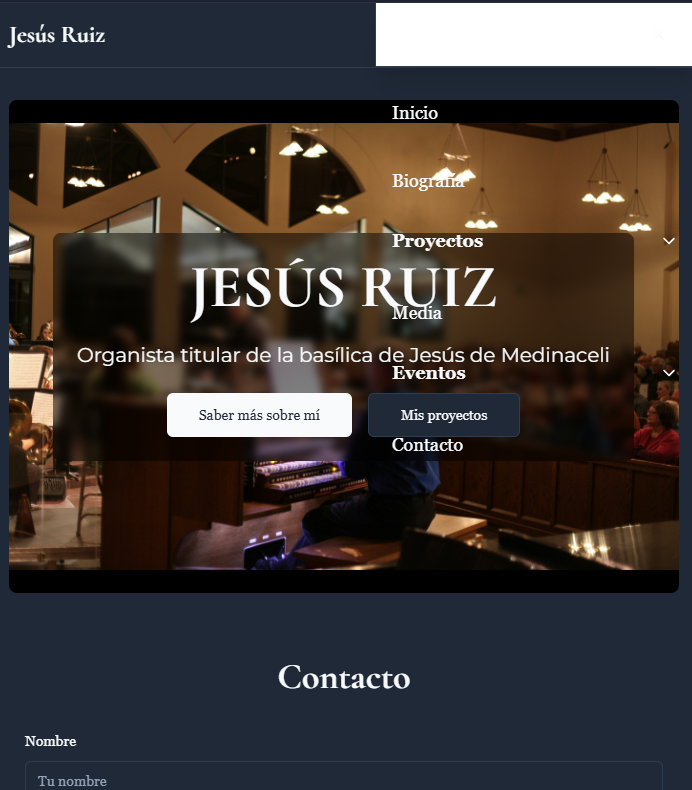 Jesús Ruiz
Inicio
Biografía
Proyectos
JESÚS RUIZ
Media
Organista titular de la basílica de Jesús de Medinaceli
Eventos
Saber más sobre mí
Mis proyectos
Contacto
Contacto
Nombre
Tu nombre